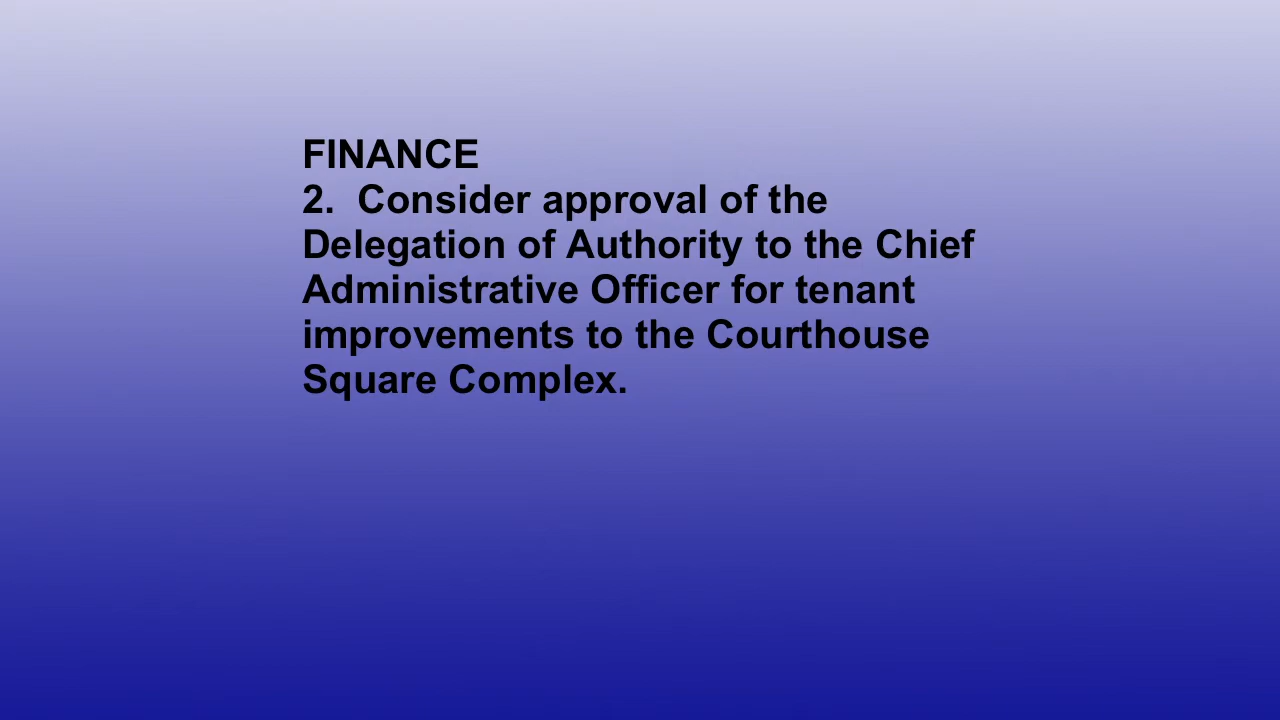 FINANCE
2.  Consider approval of the
Delegation of Authority to the Chief
Administrative Officer for tenant
improvements to the Courthouse
Square Complex.